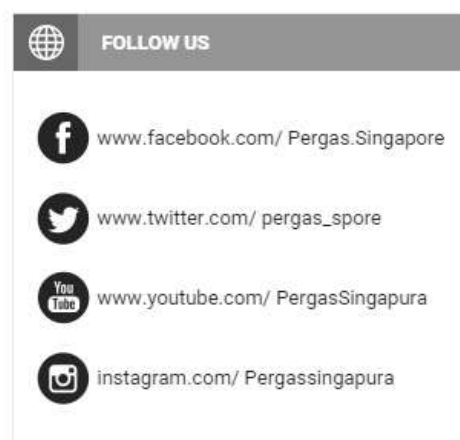 FOLLOW US
www.facebook.com/ Pergas.Singapore
www.twitter.com/ pergas_spore
You
Tube
www.youtube.com/ PergasSingapura
instagram.com/ Pergassingapura